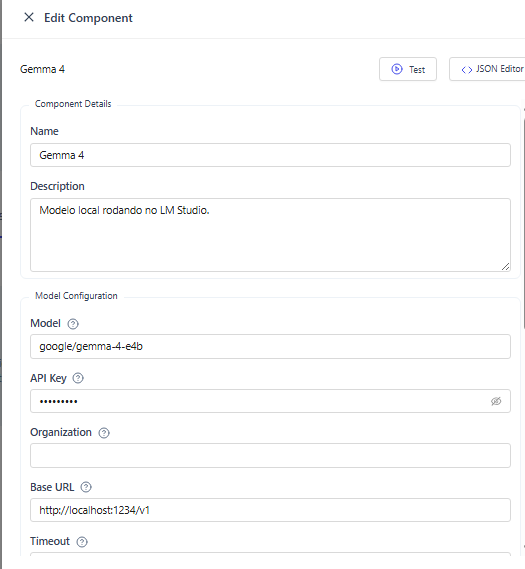 Edit Component
Gemma 4
Test
JSON Editor
Component Details
Name
Gemma 4
Description
Modelo local rodando no LM Studio.
Model Configuration
Model
google/gemma-4-e4b
API Key
•••••••••
Organization
Base URL
http://localhost:1234/v1
Timeout